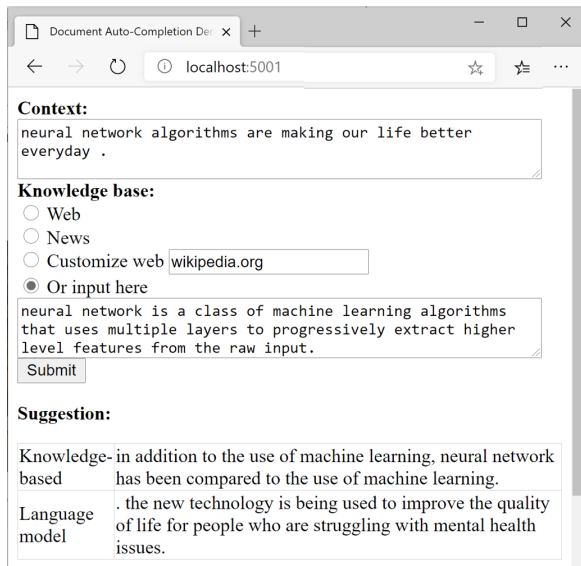 Document Auto-Completion Der
localhost:5001
Context:
neural network algorithms are making our life better
everyday .
Knowledge base:
Web
News
Customize web wikipedia.org
Or input here
neural network is a class of machine learning algorithms
that uses multiple layers to progressively extract higher
level features from the raw input.
Submit
Suggestion:
Knowledge-
based
in addition to the use of machine learning, neural network
has been compared to the use of machine learning.
Language
model
. the new technology is being used to improve the quality
of life for people who are struggling with mental health
issues.